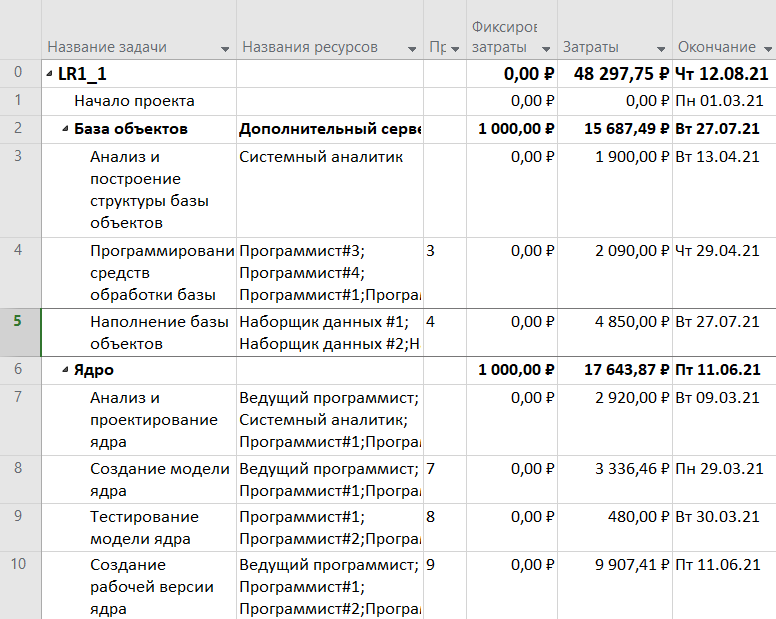 Название задачи Названия ресурсов Пр Фиксиров затраты Затраты Окончание
0 LR1_1 0,00 ₽ 48 297,75 ₽ Чт 12.08.21
1 Начало проекта 0,00 ₽ 0,00 ₽ Пн 01.03.21
2 База объектов Дополнительный серве 1 000,00 ₽ 15 687,49 ₽ Вт 27.07.21
3 Анализ и Системный аналитик 0,00 ₽ 1 900,00 ₽ Вт 13.04.21
построение
структуры базы
объектов
4 Программировани Программист#3; 3 0,00 ₽ 2 090,00 ₽ Чт 29.04.21
средств Программист#4;
обработки базы Программист#1;Програм
5 Наполнение базы Наборщик данных #1; 4 0,00 ₽ 4 850,00 ₽ Вт 27.07.21
объектов Наборщик данных #2;Н
6 Ядро 1 000,00 ₽ 17 643,87 ₽ Пт 11.06.21
7 Анализ и Ведущий программист; 0,00 ₽ 2 920,00 ₽ Вт 09.03.21
проектирование Системный аналитик;
ядра Программист#1;Програм
8 Создание модели Ведущий программист; 7 0,00 ₽ 3 336,46 ₽ Пн 29.03.21
ядра Программист#1;Програм
9 Тестирование Программист#1; 8 0,00 ₽ 480,00 ₽ Вт 30.03.21
модели ядра Программист#2;Програм
10 Создание Ведущий программист; 9 0,00 ₽ 9 907,41 ₽ Пт 11.06.21
рабочей версии Программист#1;
ядра Программист#2;Програм